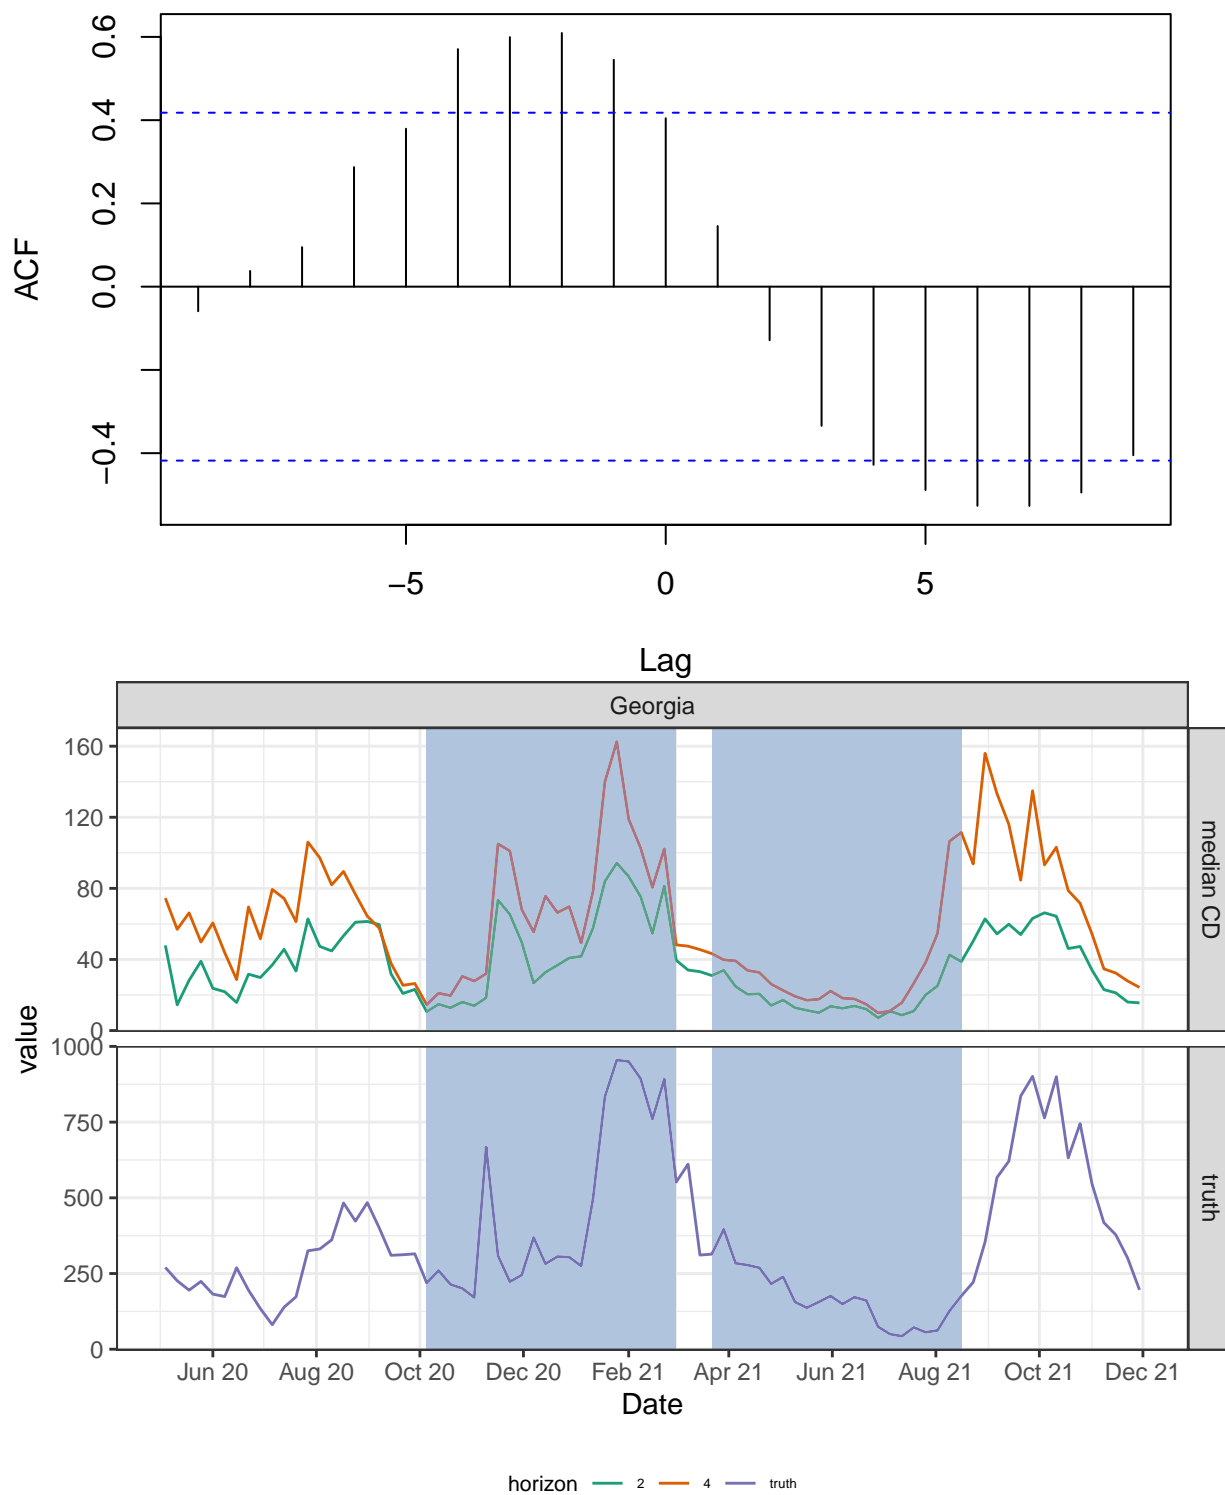 0.6
0.4
0.2
0.0
−0.4
ACF
−5 0 5
Lag
Georgia
160
120
80
40
0
median CD
value
1000
750
500
250
0
truth
Jun 20 Aug 20 Oct 20 Dec 20 Feb 21 Apr 21 Jun 21 Aug 21 Oct 21 Dec 21
Date
horizon 2 4 truth